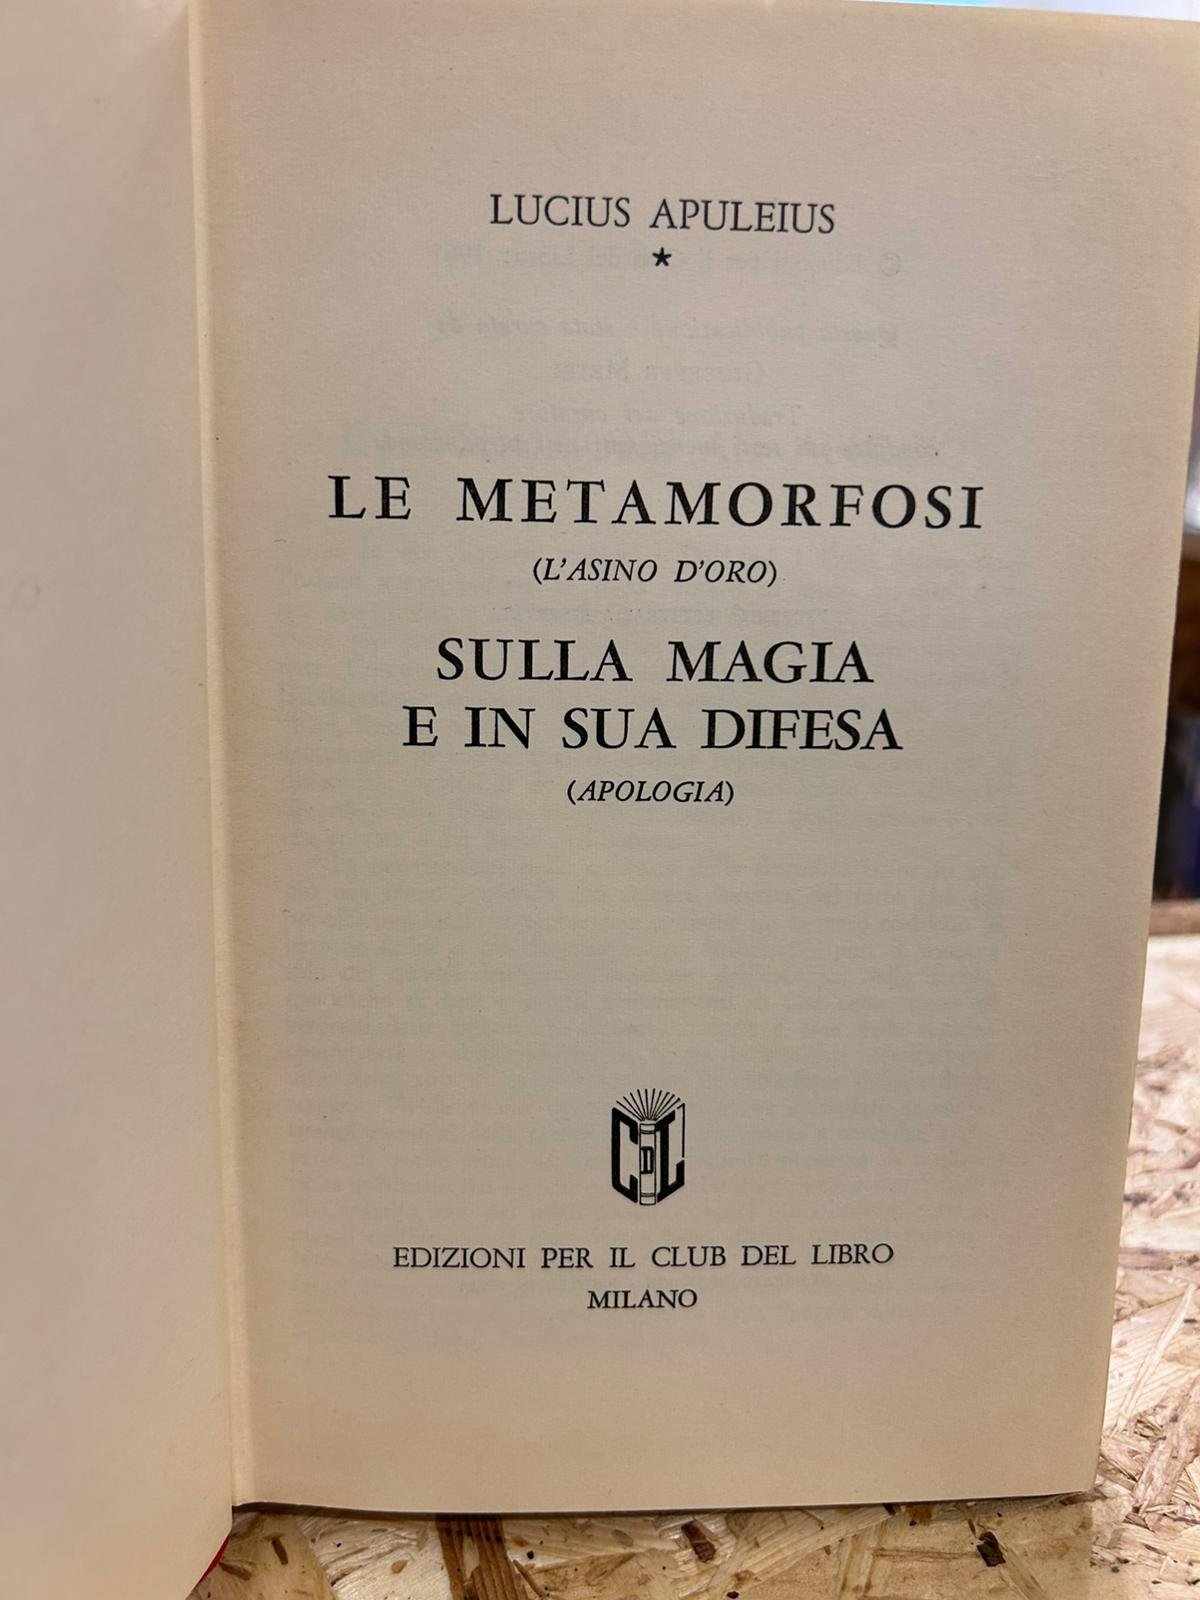 LUCIUS APULEIUS
★
LE METAMORFOSI
(L'ASINO D'ORO)
SULLA MAGIA
E IN SUA DIFESA
(APOLOGIA)
CDL
EDIZIONI PER IL CLUB DEL LIBRO
MILANO